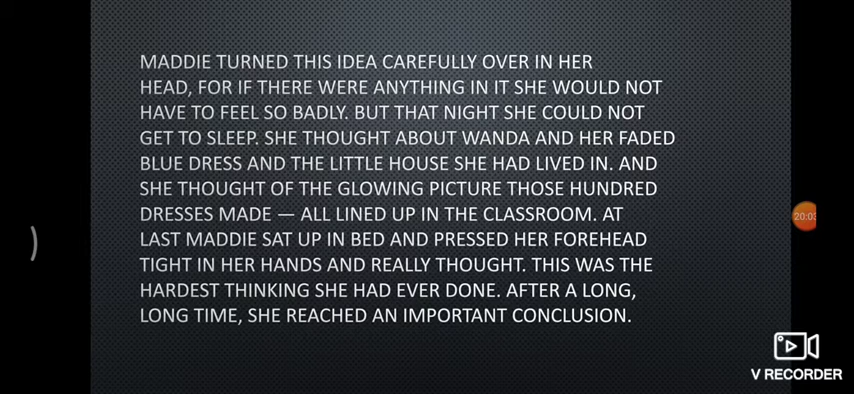 MADDIE TURNED THIS IDEA CAREFULLY OVER IN HER
HEAD, FOR IF THERE WERE ANYTHING IN IT SHE WOULD NOT
HAVE TO FEEL SO BADLY. BUT THAT NIGHT SHE COULD NOT
GET TO SLEEP. SHE THOUGHT ABOUT WANDA AND HER FADED
BLUE DRESS AND THE LITTLE HOUSE SHE HAD LIVED IN. AND
SHE THOUGHT OF THE GLOWING PICTURE THOSE HUNDRED
DRESSES MADE — ALL LINED UP IN THE CLASSROOM. AT
LAST MADDIE SAT UP IN BED AND PRESSED HER FOREHEAD
TIGHT IN HER HANDS AND REALLY THOUGHT. THIS WAS THE
HARDEST THINKING SHE HAD EVER DONE. AFTER A LONG,
LONG TIME, SHE REACHED AN IMPORTANT CONCLUSION.
20:03
V RECORDER